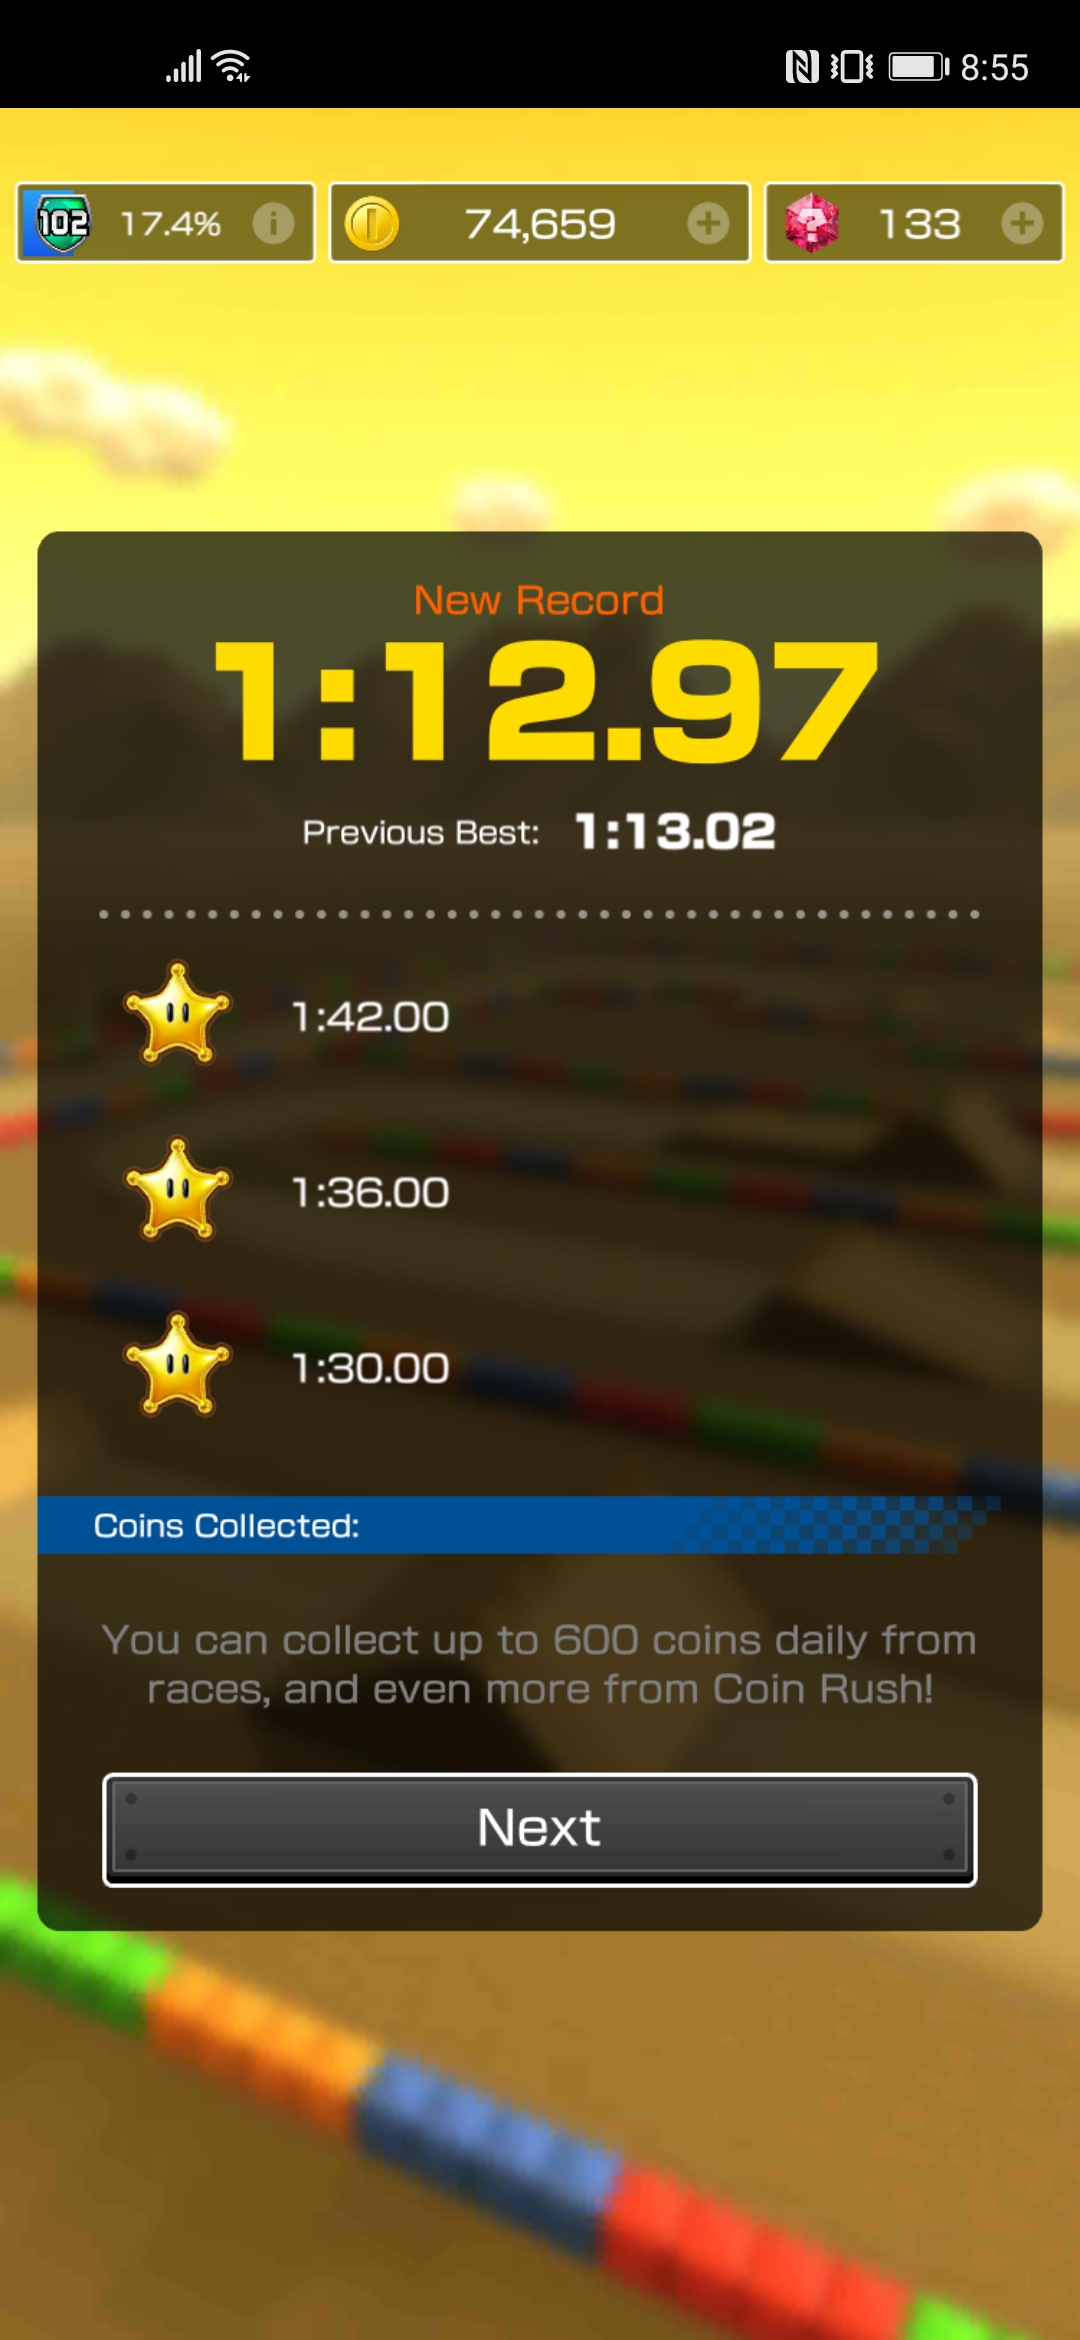 8:55
102 17.4% i 74,659 + ? 133 +
New Record
1:12.97
Previous Best: 1:13.02
1:42.00
1:36.00
1:30.00
Coins Collected:
You can collect up to 600 coins daily from
races, and even more from Coin Rush!
Next